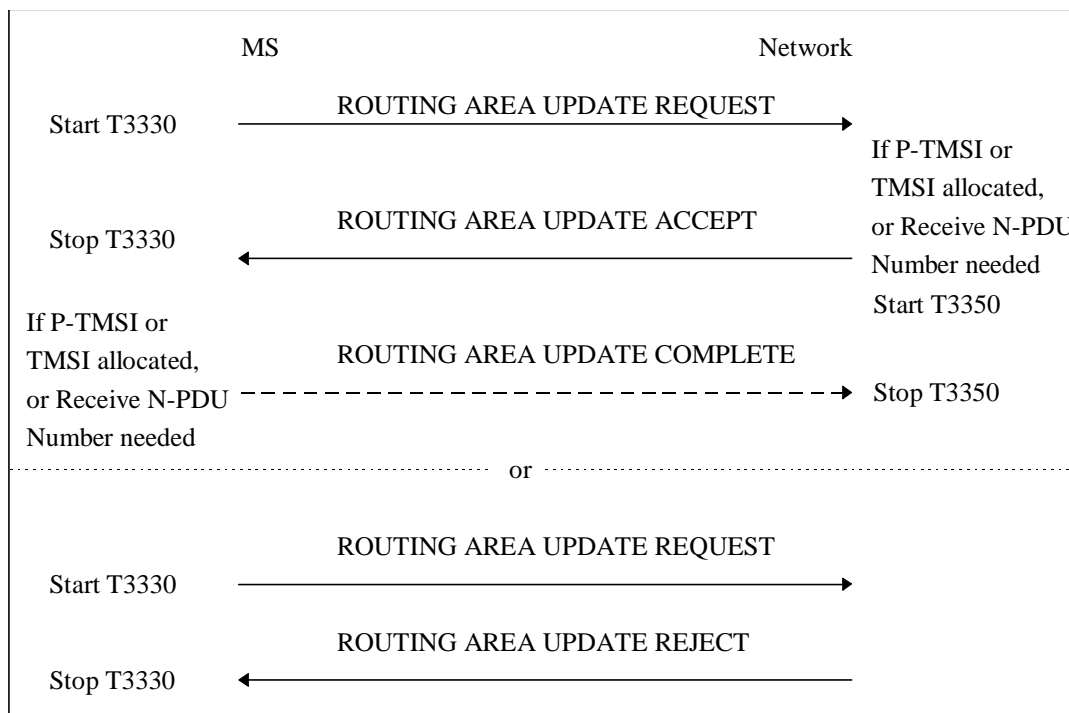 MS
Network
ROUTING AREA UPDATE REQUEST
Start T3330
If P-TMSI or
TMSI allocated,
or Receive N-PDU
Number needed
Start T3350
ROUTING AREA UPDATE ACCEPT
Stop T3330
If P-TMSI or
TMSI allocated,
or Receive N-PDU
Number needed
ROUTING AREA UPDATE COMPLETE
Stop T3350
or
ROUTING AREA UPDATE REQUEST
Start T3330
ROUTING AREA UPDATE REJECT
Stop T3330